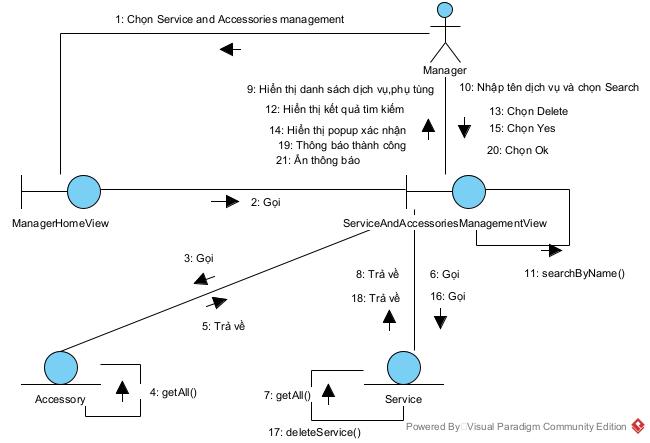 1: Chọn Service and Accessories management
Manager
9: Hiển thị danh sách dịch vụ,phụ tùng
10: Nhập tên dịch vụ và chọn Search
12: Hiển thị kết quả tìm kiếm
13: Chọn Delete
14: Hiển thị popup xác nhận
15: Chọn Yes
19: Thông báo thành công
20: Chọn Ok
21: Ẩn thông báo
2: Gọi
ManagerHomeView
ServiceAndAccessoriesManagementView
3: Gọi
8: Trả về
6: Gọi
11: searchByName()
18: Trả về
16: Gọi
5: Trả về
4: getAll()
7: getAll()
Accessory
Service
17: deleteService()
Powered By Visual Paradigm Community Edition